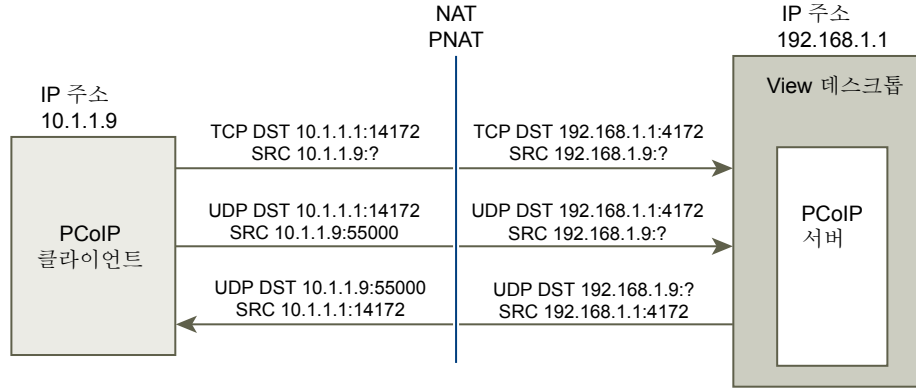 NAT
PNAT
IP 주소
192.168.1.1
View 데스크톱
IP 주소
10.1.1.9
TCP DST 10.1.1.1:14172
SRC 10.1.1.9:?
TCP DST 192.168.1.1:4172
SRC 192.168.1.9:?
PCoIP
클라이언트
UDP DST 10.1.1.1:14172
SRC 10.1.1.9:55000
UDP DST 192.168.1.1:4172
SRC 192.168.1.9:?
PCoIP
서버
UDP DST 10.1.1.9:55000
SRC 10.1.1.1:14172
UDP DST 192.168.1.9:?
SRC 192.168.1.1:4172